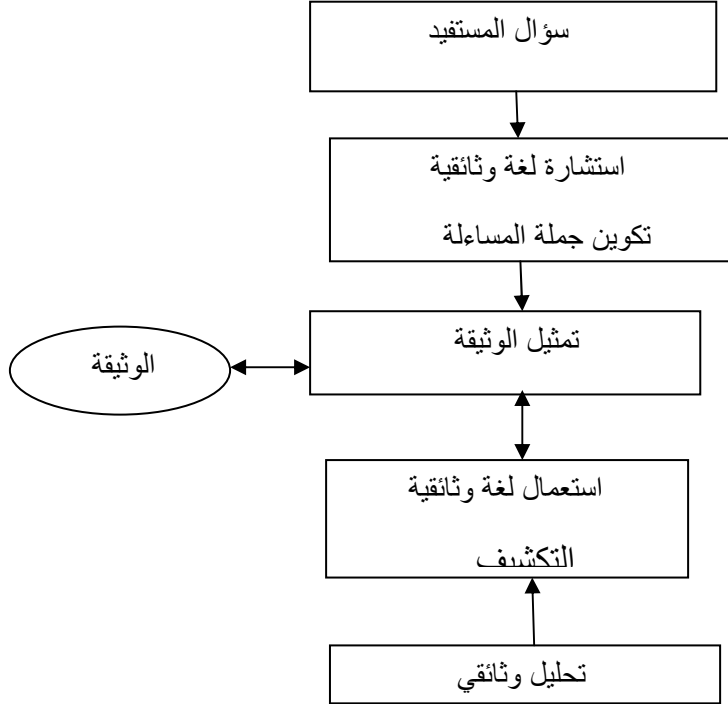 سؤال المستفيد
استشارة لغة وثائقية
تكوين جملة المساءلة
تمثيل الوثيقة
الوثيقة
استعمال لغة وثائقية
التكشيف
تحليل وثائقي